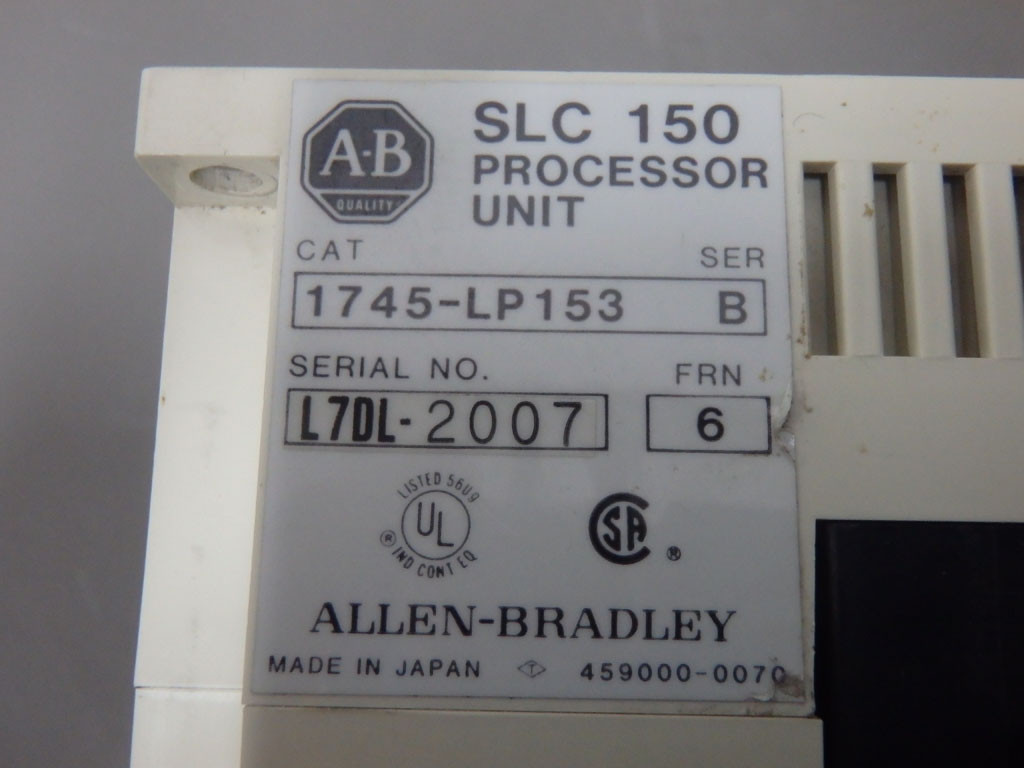 A-B
QUALITY
SLC 150
PROCESSOR
UNIT
CAT SER
1745-LP153 B
SERIAL NO. FRN
L7DL-2007 6
LISTED 56U9
UL
® IND CONT EQ
SA ®
ALLEN-BRADLEY
MADE IN JAPAN T 459000-0070